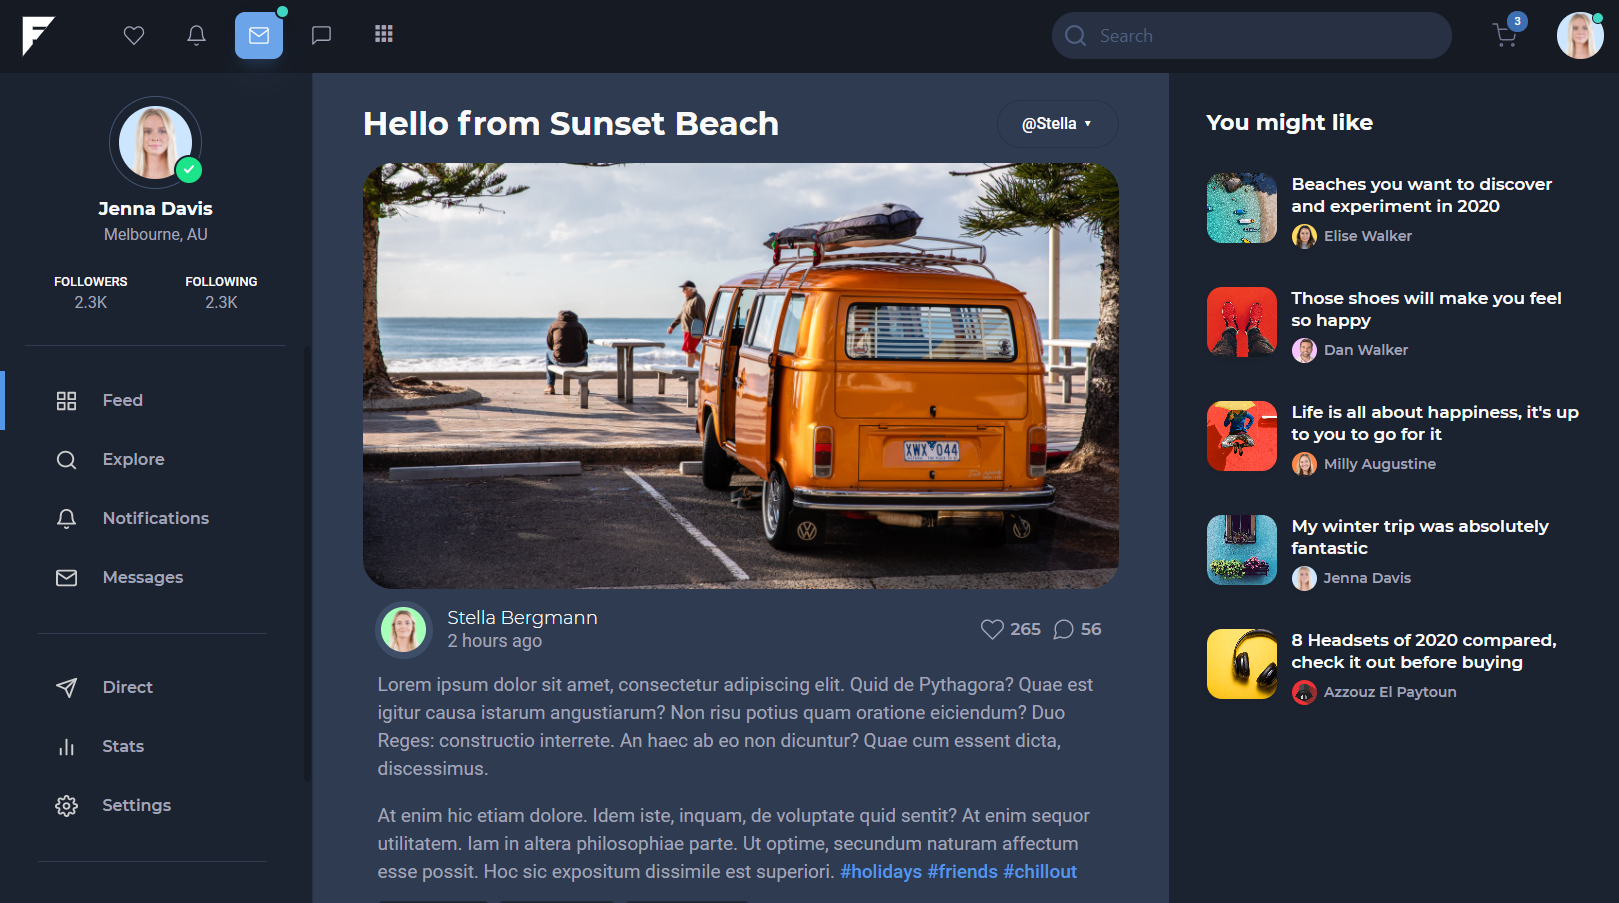 Search
3
Jenna Davis
Melbourne, AU
FOLLOWERS
2.3K
FOLLOWING
2.3K
Feed
Explore
Notifications
Messages
Direct
Stats
Settings
Hello from Sunset Beach
@Stella
XWX 044
Stella Bergmann
2 hours ago
265
56
Lorem ipsum dolor sit amet, consectetur adipiscing elit. Quid de Pythagora? Quae est
igitur causa istarum angustiarum? Non risu potius quam oratione eiciendum? Duo
Reges: constructio interrete. An haec ab eo non dicuntur? Quae cum essent dicta,
discessimus.
At enim hic etiam dolore. Idem iste, inquam, de voluptate quid sentit? At enim sequor
utilitatem. Iam in altera philosophiae parte. Ut optime, secundum naturam affectum
esse possit. Hoc sic expositum dissimile est superiori. #holidays #friends #chillout
You might like
Beaches you want to discover
and experiment in 2020
Elise Walker
Those shoes will make you feel
so happy
Dan Walker
Life is all about happiness, it's up
to you to go for it
Milly Augustine
My winter trip was absolutely
fantastic
Jenna Davis
8 Headsets of 2020 compared,
check it out before buying
Azzouz El Paytoun